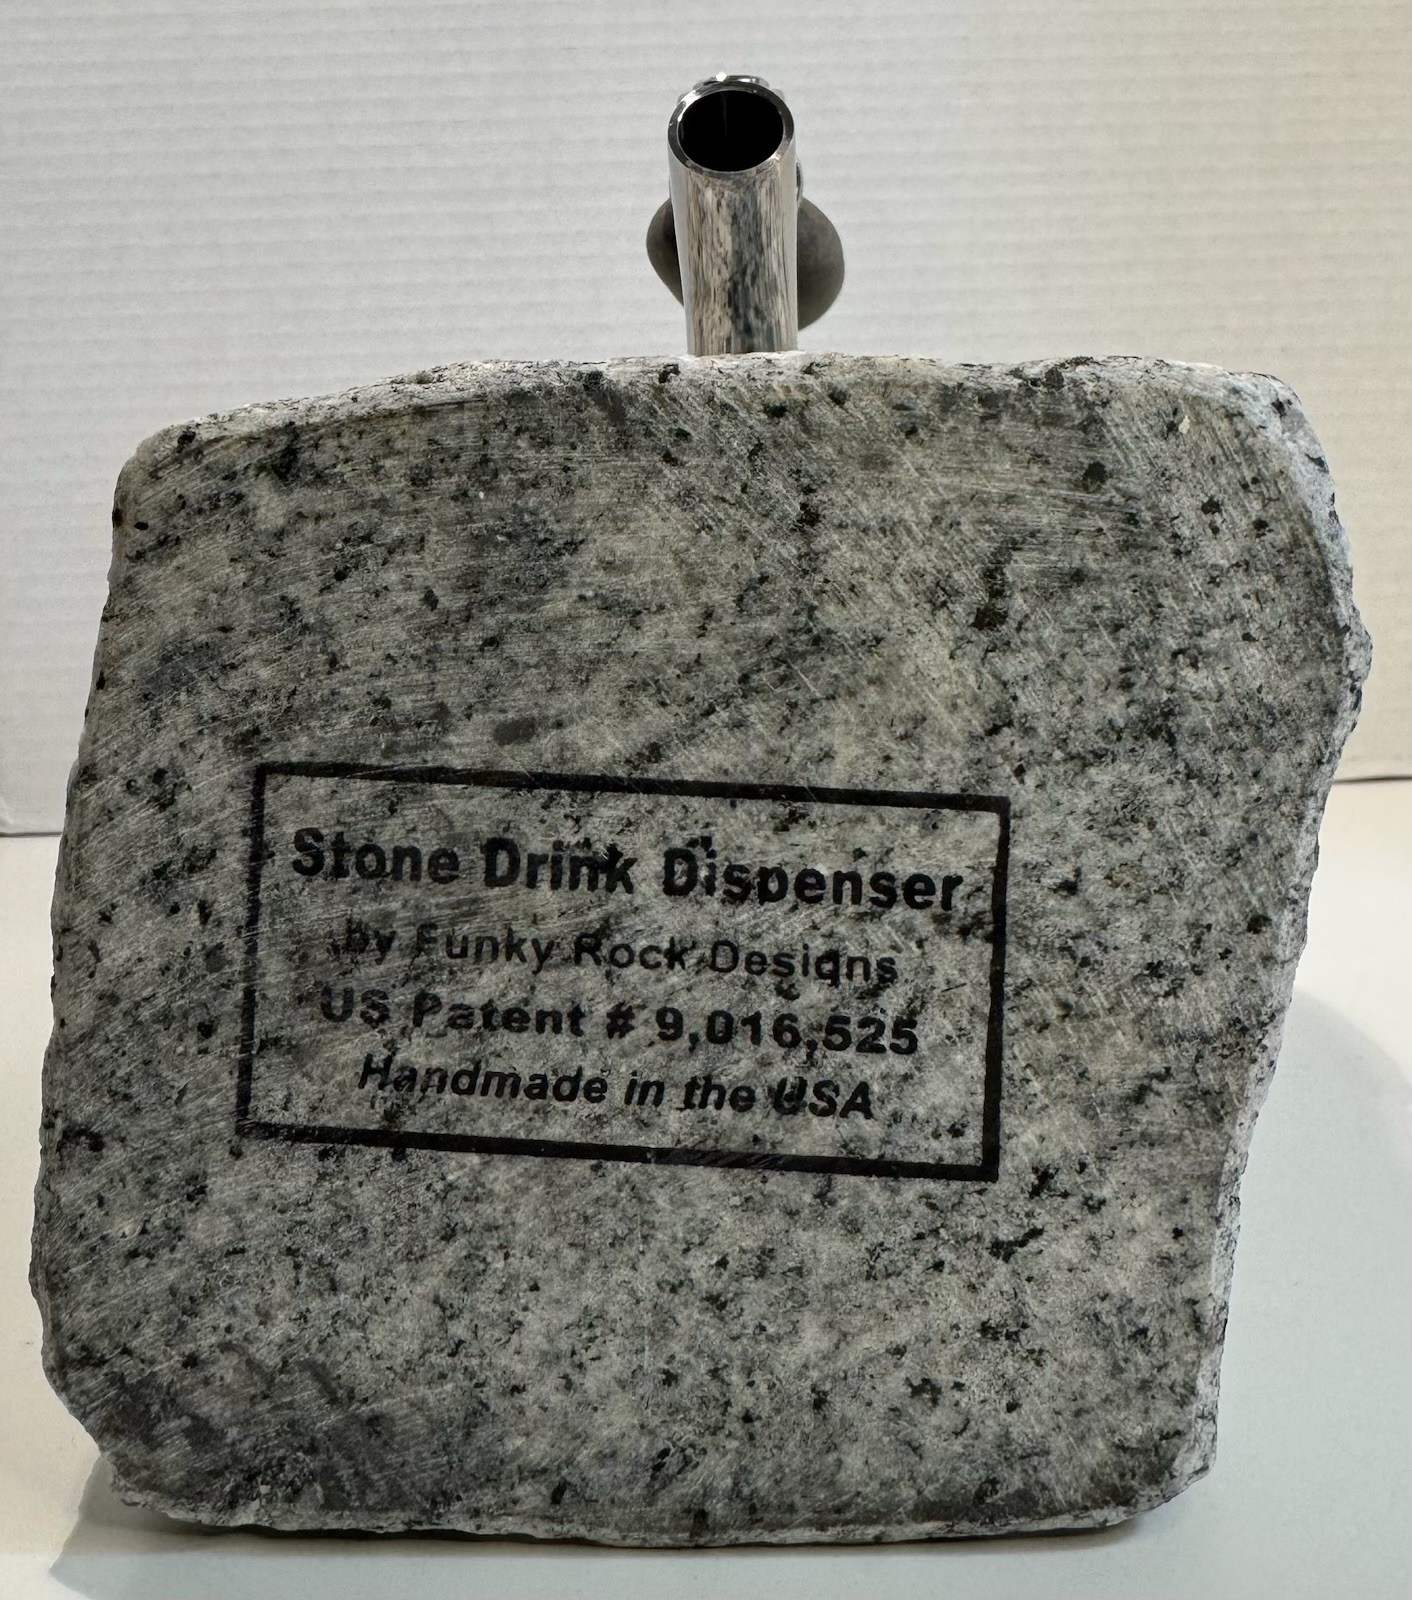 Stone Drink Dispenser
by Funky Rock Designs
US Patent # 9,016,525
Handmade in the USA